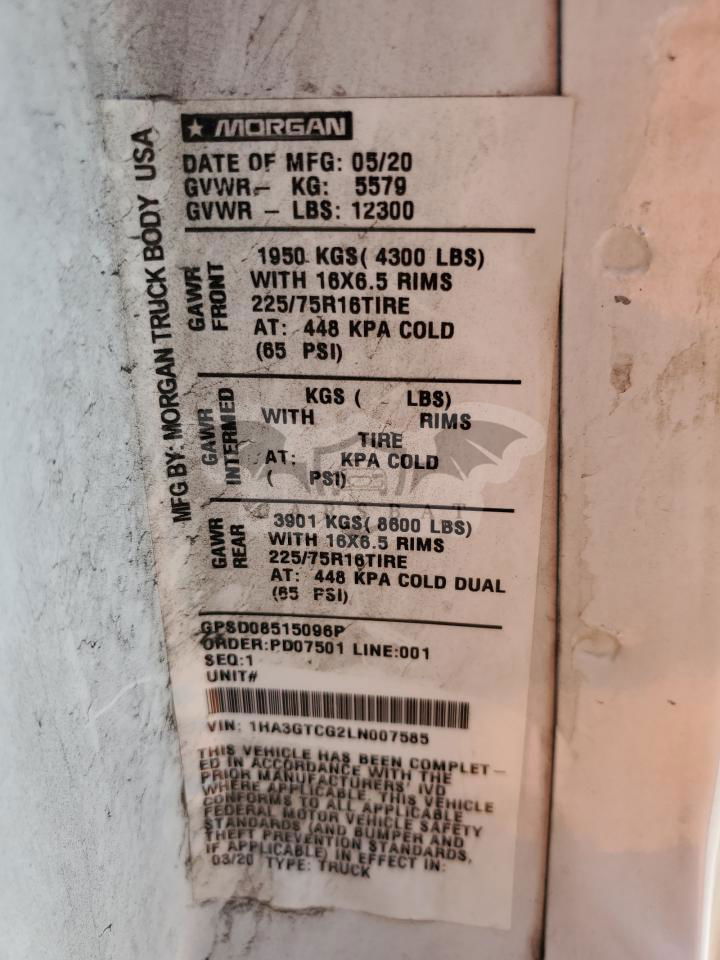 MFG BY: MORGAN TRUCK BODY USA
★ MORGAN
DATE OF MFG: 05/20
GVWR- KG: 5579
GVWR - LBS: 12300
GAWR FRONT
1950 KGS( 4300 LBS)
WITH 16X6.5 RIMS
225/75R16TIRE
AT: 448 KPA COLD
(65 PSI)
GAWR INTERMED
KGS ( LBS)
WITH RIMS
TIRE
AT: KPA COLD
( PSI)
CARSBAT
GAWR REAR
3901 KGS( 8600 LBS)
WITH 16X6.5 RIMS
225/75R16TIRE
AT: 448 KPA COLD DUAL
(65 PSI)
GPSD08515096P
ORDER:PD07501 LINE:001
SEQ:1
UNIT#
VIN: 1HA3GTCG2LN007585
THIS VEHICLE HAS BEEN COMPLET-
ED IN ACCORDANCE WITH THE
PRIOR MANUFACTURERS' IVD
WHERE APPLICABLE. THIS VEHICLE
CONFORMS TO ALL APPLICABLE
FEDERAL MOTOR VEHICLE SAFETY
STANDARDS (AND BUMPER AND
THEFT PREVENTION STANDARDS,
IF APPLICABLE) IN EFFECT IN:
03/20 TYPE: TRUCK